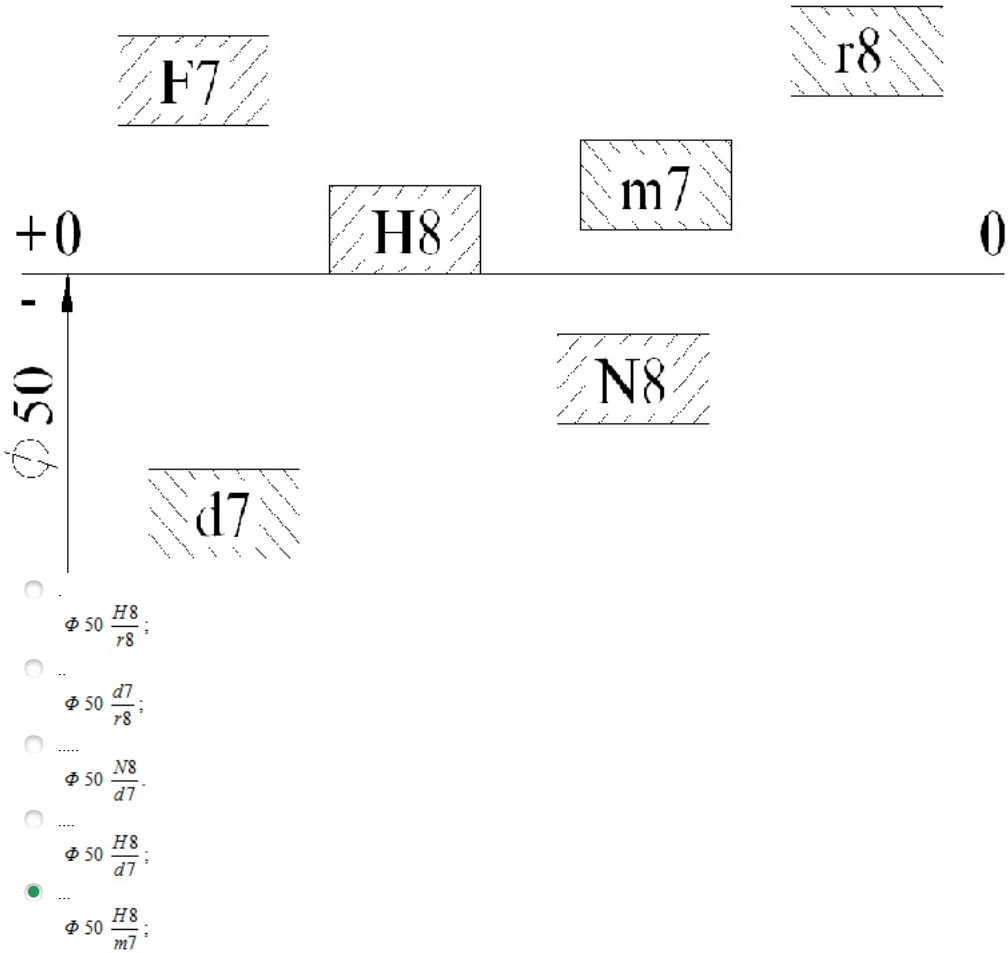 F7
r8
m7
H8
+0
0
-
N8
Φ 50
d7
.
Φ 50 H8/r8 ;
..
Φ 50 d7/r8 ;
.....
Φ 50 N8/d7 .
....
Φ 50 H8/d7 ;
...
Φ 50 H8/m7 ;